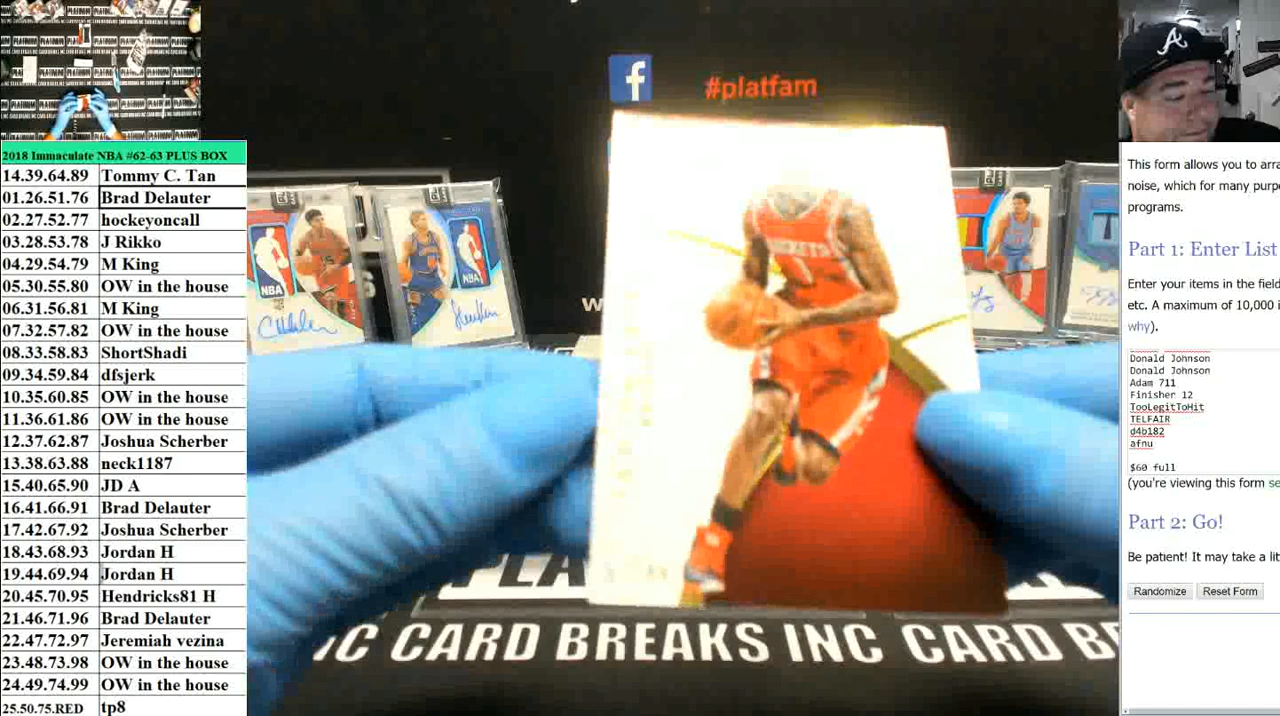 #platfam
2018 Immaculate NBA #62-63 PLUS BOX
14.39.64.89 Tommy C. Tan
01.26.51.76 Brad Delauter
02.27.52.77 hockeyoncall
03.28.53.78 J Rikko
04.29.54.79 M King
05.30.55.80 OW in the house
06.31.56.81 M King
07.32.57.82 OW in the house
08.33.58.83 ShortShadi
09.34.59.84 dfsjerk
10.35.60.85 OW in the house
11.36.61.86 OW in the house
12.37.62.87 Joshua Scherber
13.38.63.88 neck1187
15.40.65.90 JD A
16.41.66.91 Brad Delauter
17.42.67.92 Joshua Scherber
18.43.68.93 Jordan H
19.44.69.94 Jordan H
20.45.70.95 Hendricks81 H
21.46.71.96 Brad Delauter
22.47.72.97 Jeremiah vezina
23.48.73.98 OW in the house
24.49.74.99 OW in the house
25.50.75.RED tp8
NBA
NBA
IC CARD BREAKS INC CARD B
This form allows you to arra
noise, which for many purp
programs.
Part 1: Enter List
Enter your items in the field
etc. A maximum of 10,000
why).
Donald Johnson
Donald Johnson
Adam 711
Finisher 12
TooLegitToHit
TELFAIR
d4b182
afnu
$60 full
(you're viewing this form se
Part 2: Go!
Be patient! It may take a lit
Randomize Reset Form